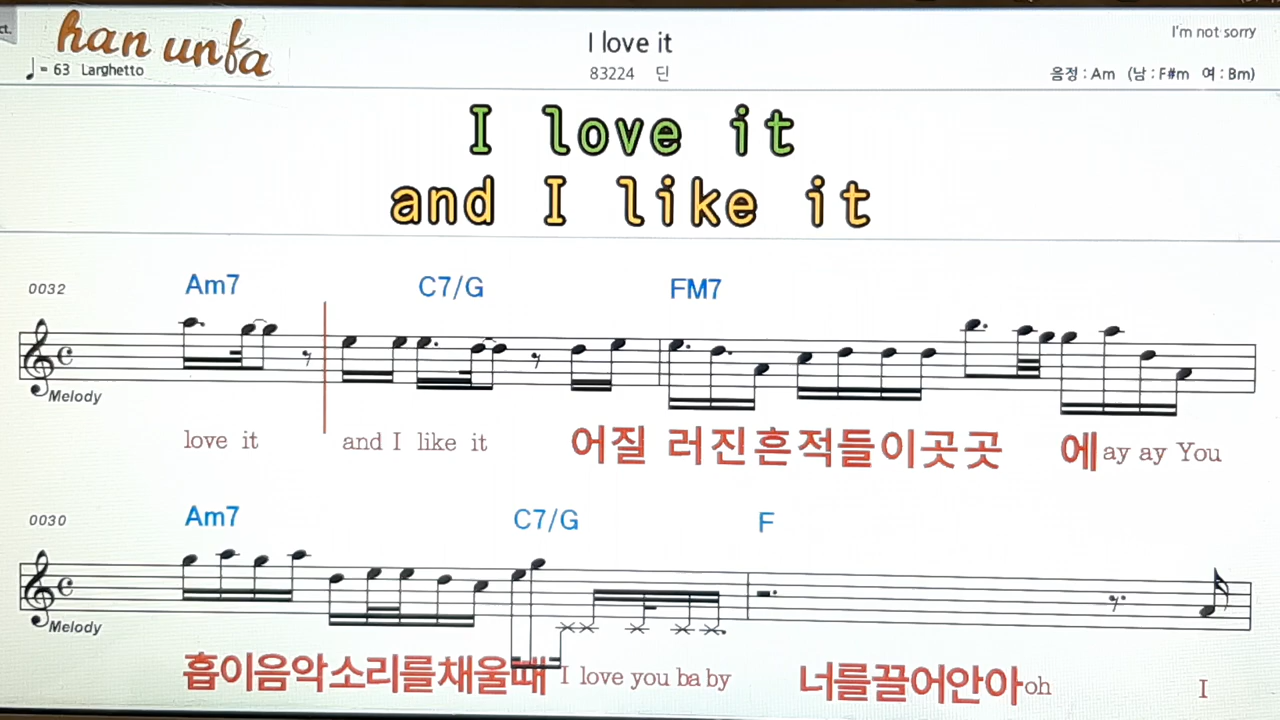 ct.
han unfa
I love it
I'm not sorry
♩= 63 Larghetto
83224 딘
음정 : Am (남 : F#m 여 : Bm)
I love it
and I like it
0032 Am7 C7/G FM7
Melody
love it and I like it 어질 러진흔적들이곳곳 에ay ay You
0030 Am7 C7/G F
Melody
흡이음악소리를채울때 I love you ba by 너를끌어안아oh I